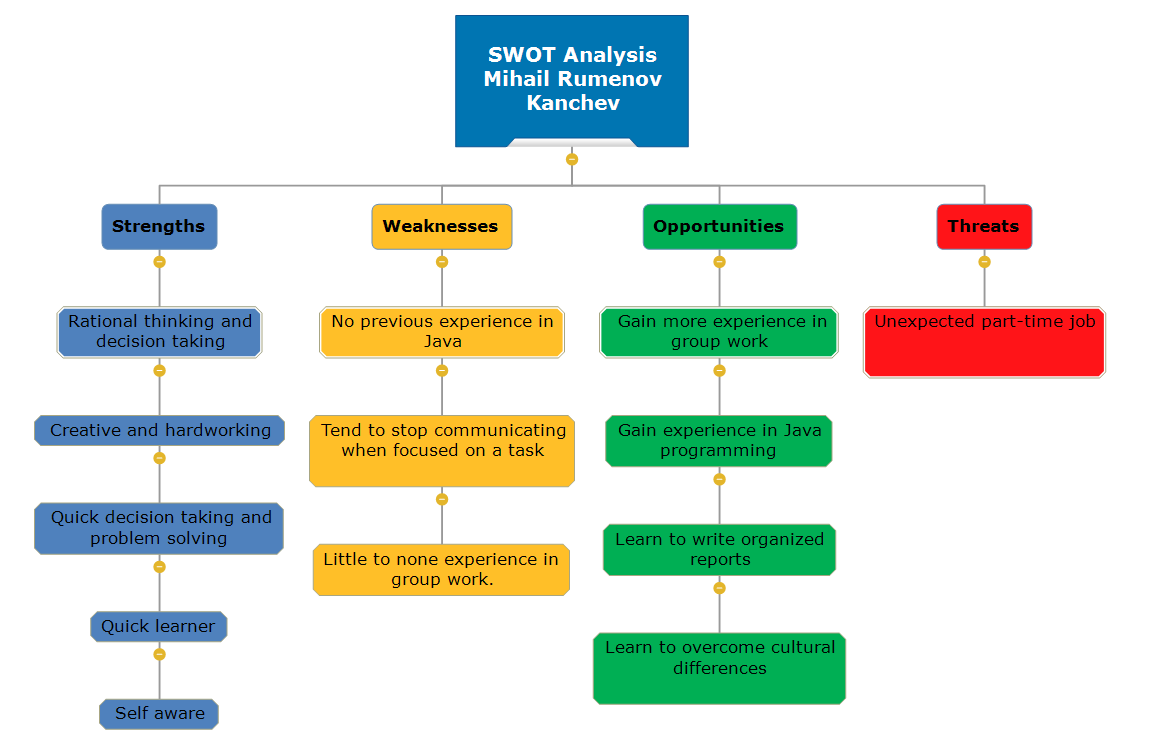 SWOT Analysis
Mihail Rumenov
Kanchev
Strengths
Rational thinking and
decision taking
Creative and hardworking
Quick decision taking and
problem solving
Quick learner
Self aware
Weaknesses
No previous experience in
Java
Tend to stop communicating
when focused on a task
Little to none experience in
group work.
Opportunities
Gain more experience in
group work
Gain experience in Java
programming
Learn to write organized
reports
Learn to overcome cultural
differences
Threats
Unexpected part-time job